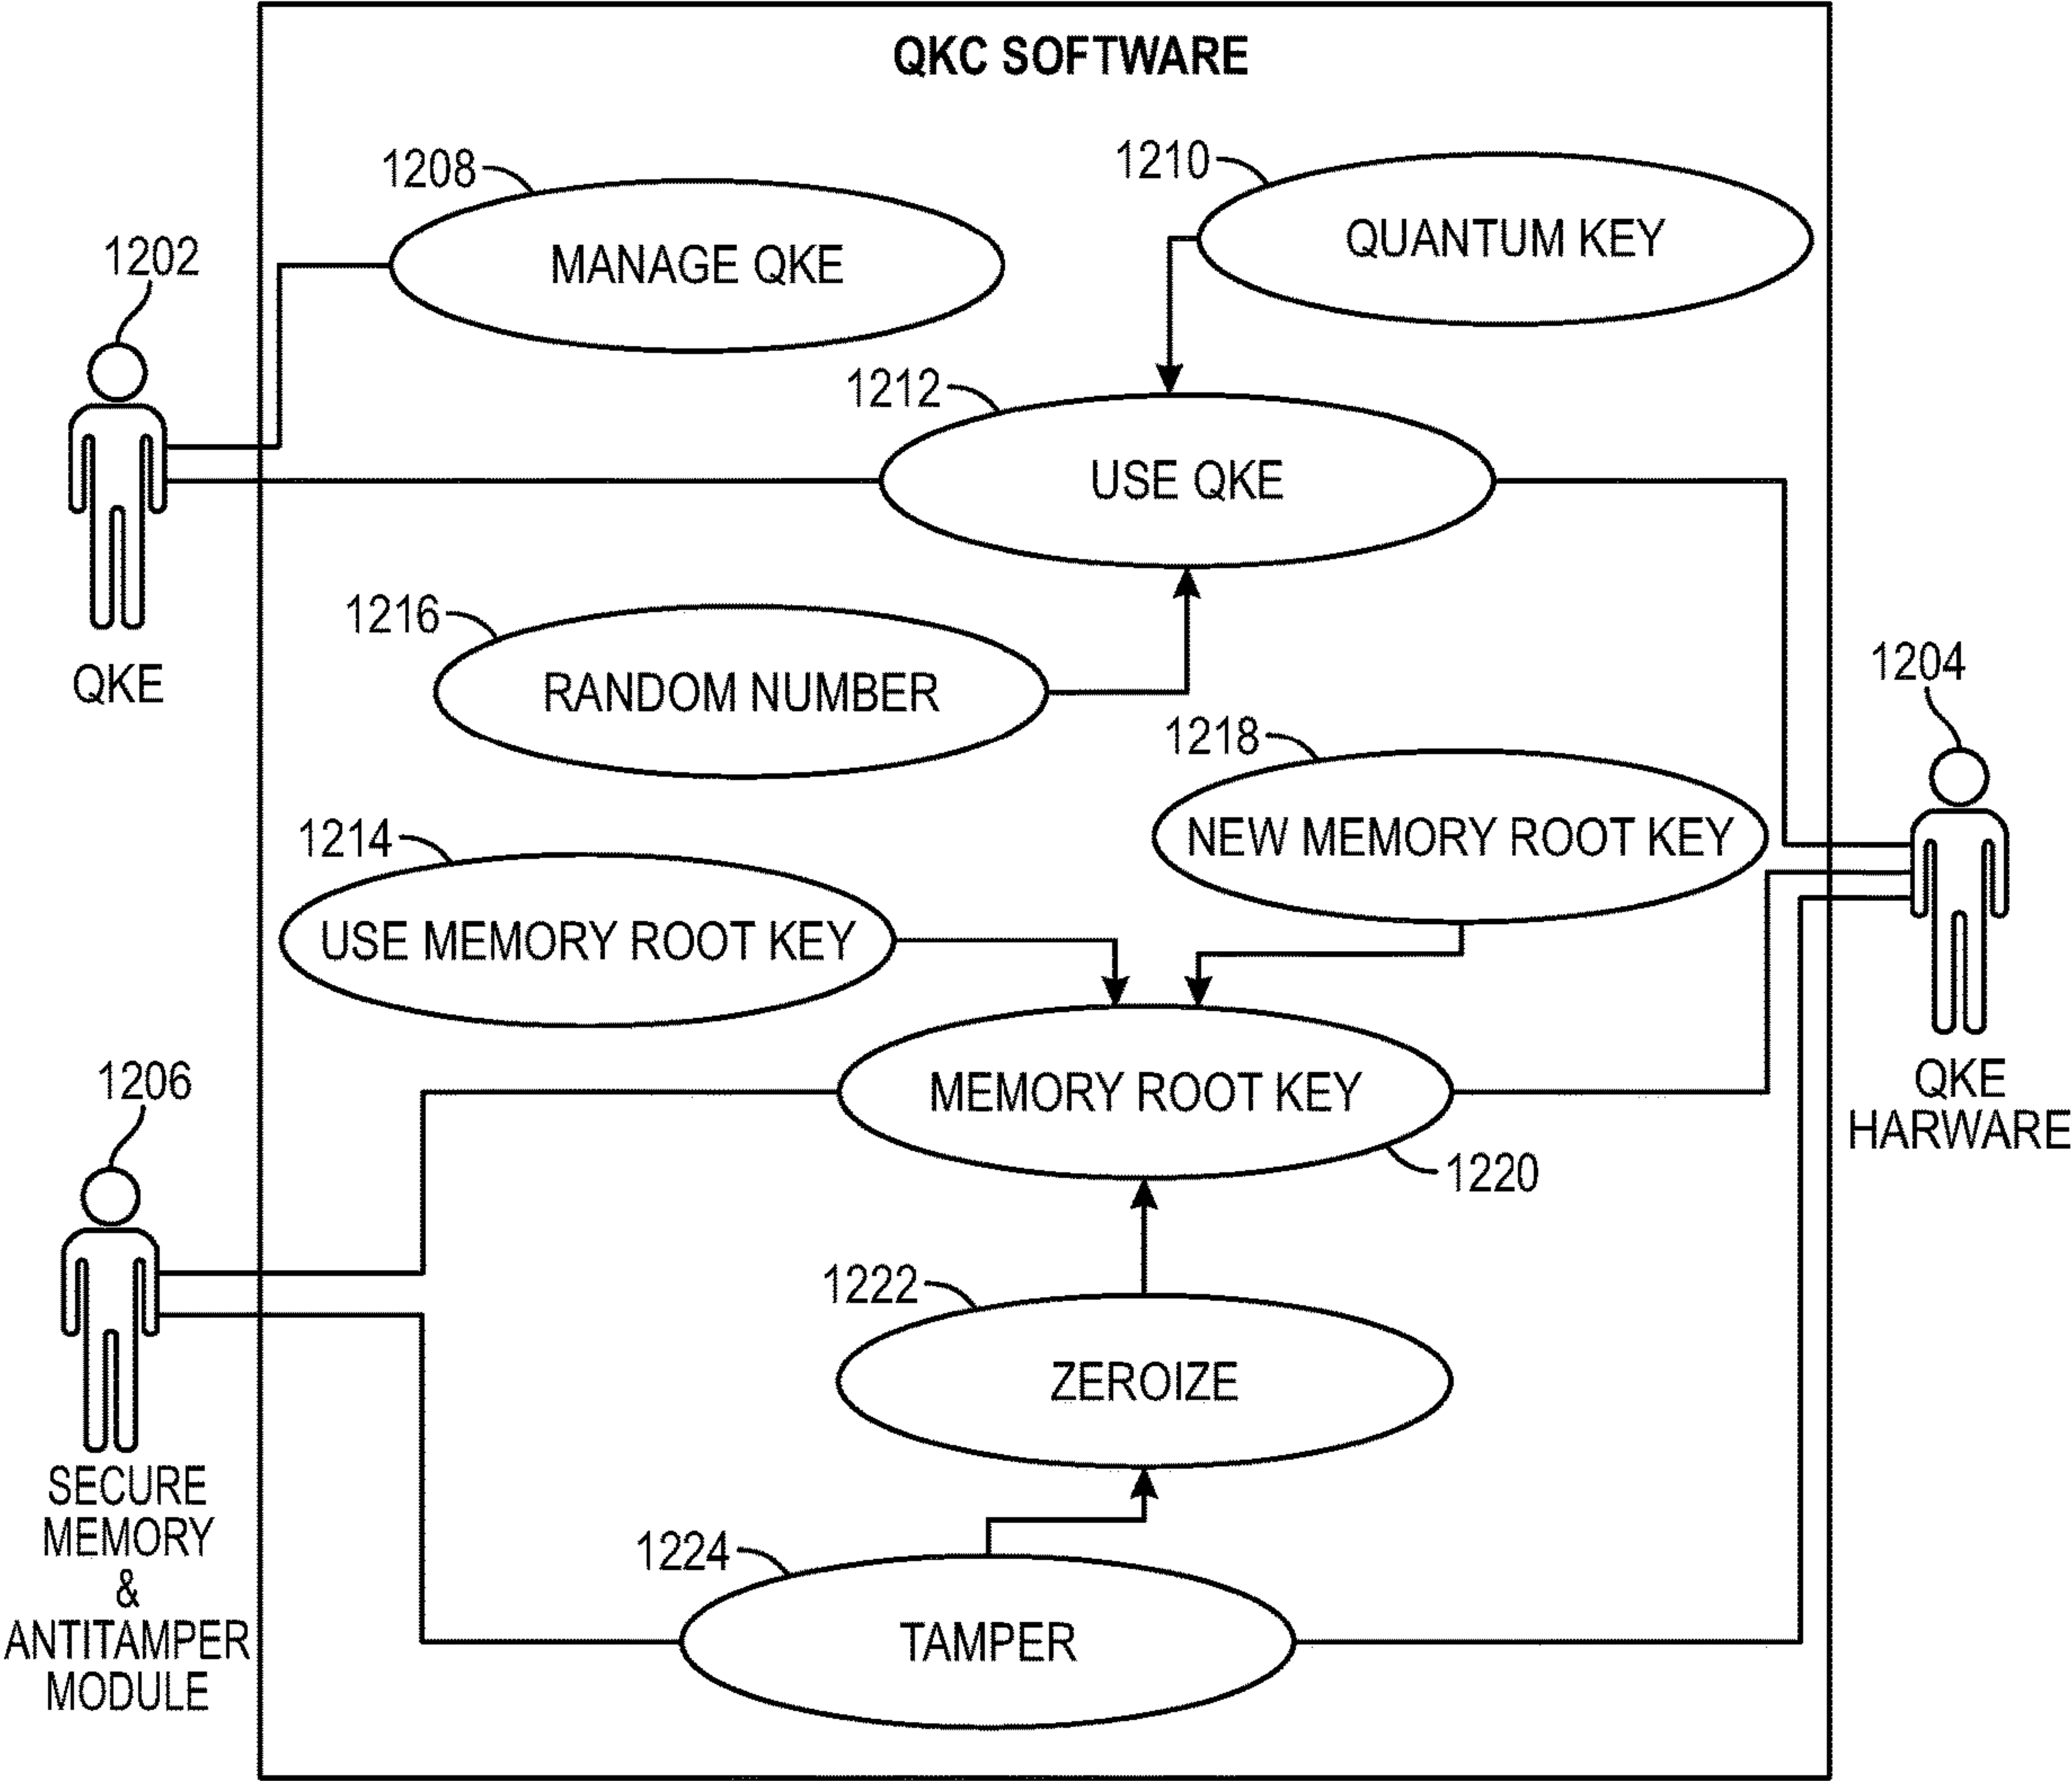 QKC SOFTWARE
1208
MANAGE QKE
1210
QUANTUM KEY
1202
QKE
1212
USE QKE
1216
RANDOM NUMBER
1204
QKE
HARWARE
1218
NEW MEMORY ROOT KEY
1214
USE MEMORY ROOT KEY
MEMORY ROOT KEY
1220
1206
SECURE
MEMORY
&
ANTITAMPER
MODULE
1222
ZEROIZE
1224
TAMPER